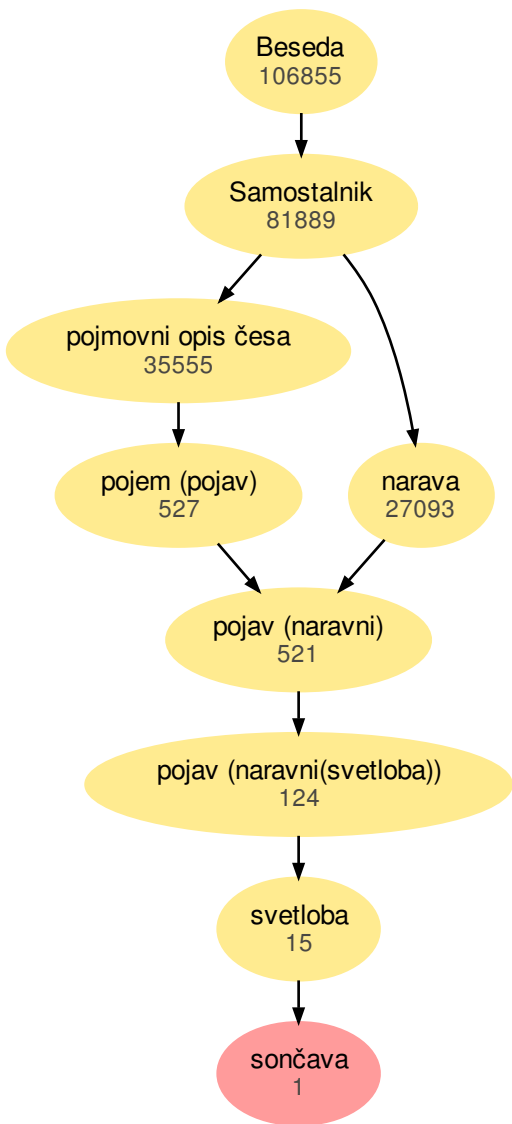 Beseda
106855
Samostalnik
81889
pojmovni opis česa
35555
pojem (pojav)
527
narava
27093
pojav (naravni)
521
pojav (naravni(svetloba))
124
svetloba
15
sončava
1